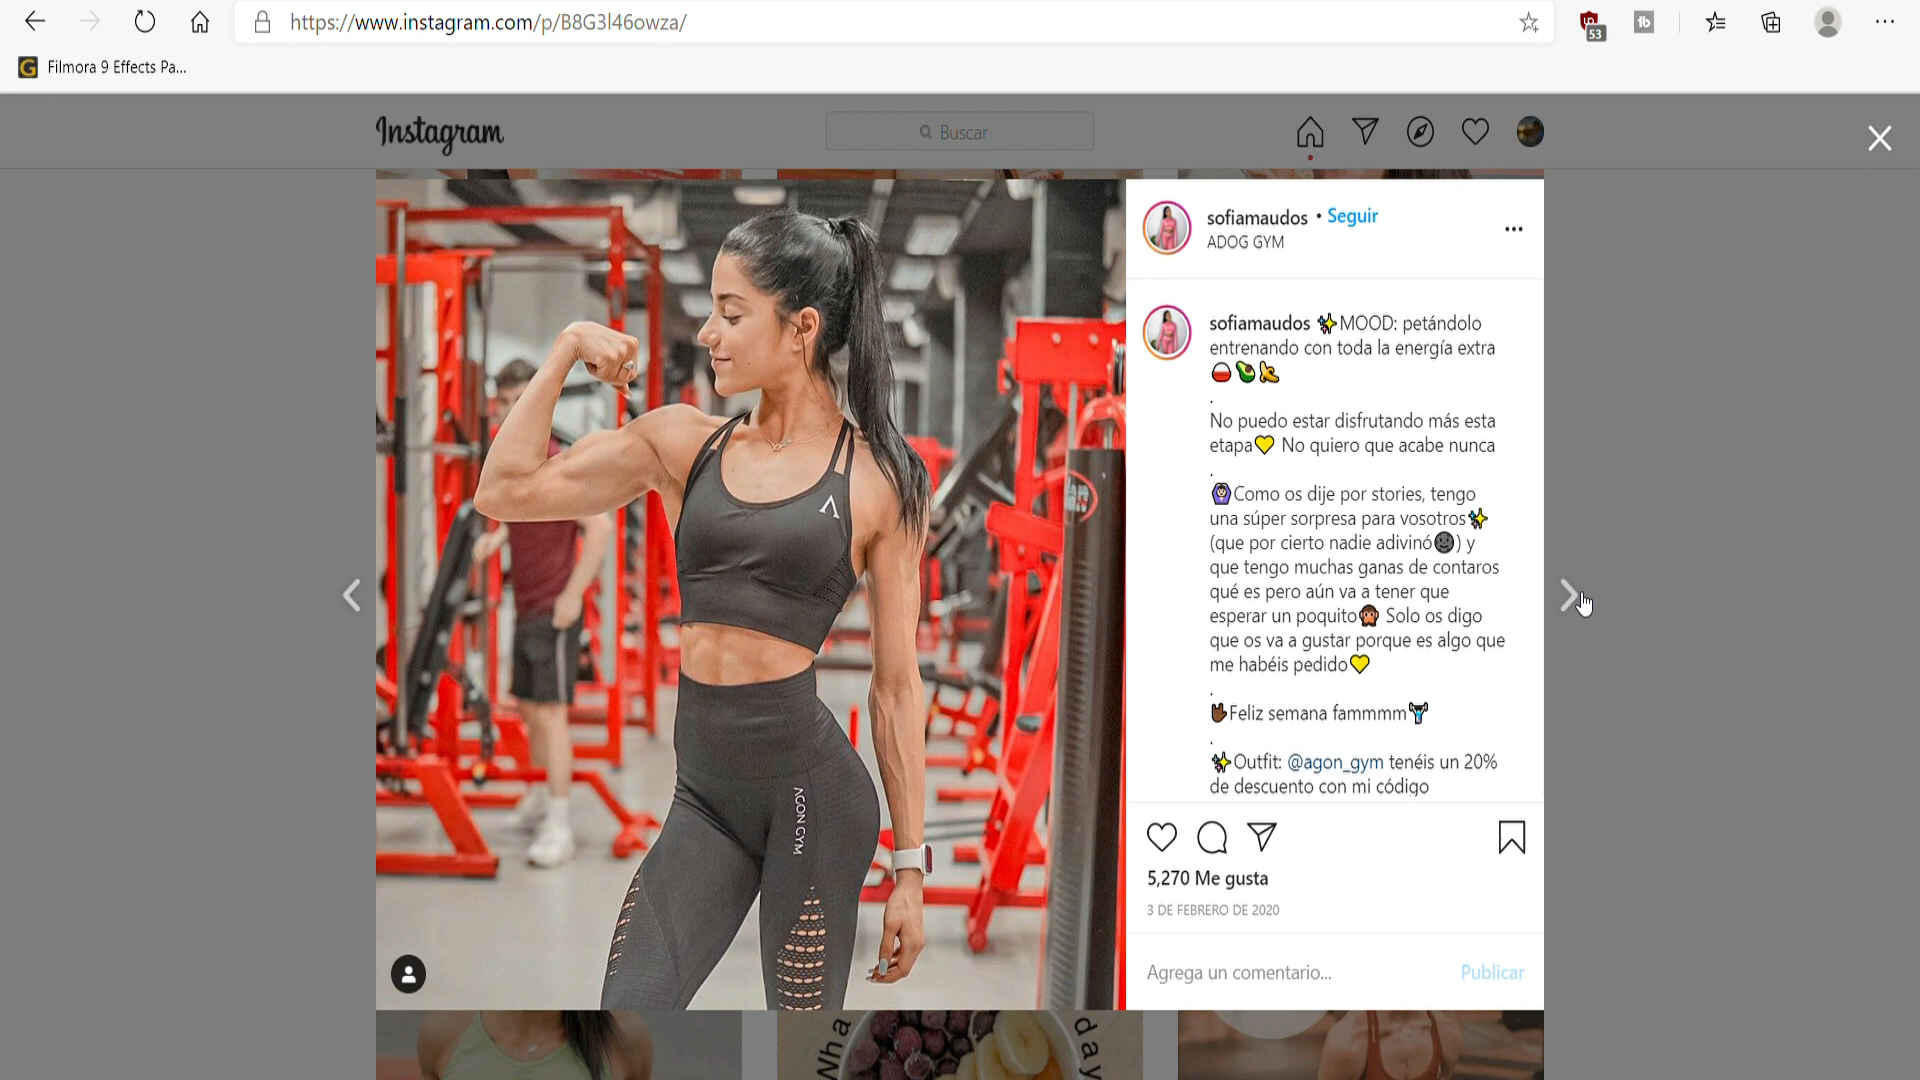 https://www.instagram.com/p/B8G3l46owza/
53
Filmora 9 Effects Pa...
Instagram
Buscar
sofiamaudos • Seguir
ADOG GYM
sofiamaudos ✨MOOD: petándolo
entrenando con toda la energía extra
.
No puedo estar disfrutando más esta
etapa💛 No quiero que acabe nunca
.
🙆🏻Como os dije por stories, tengo
una súper sorpresa para vosotros✨
(que por cierto nadie adivinó🌚) y
que tengo muchas ganas de contaros
qué es pero aún va a tener que
esperar un poquito🙊 Solo os digo
que os va a gustar porque es algo que
me habéis pedido💛
.
Feliz semana fammmm
.
✨Outfit: @agon_gym tenéis un 20%
de descuento con mi código
5,270 Me gusta
3 DE FEBRERO DE 2020
Agrega un comentario...
Publicar
AGON GYM
Wha
day